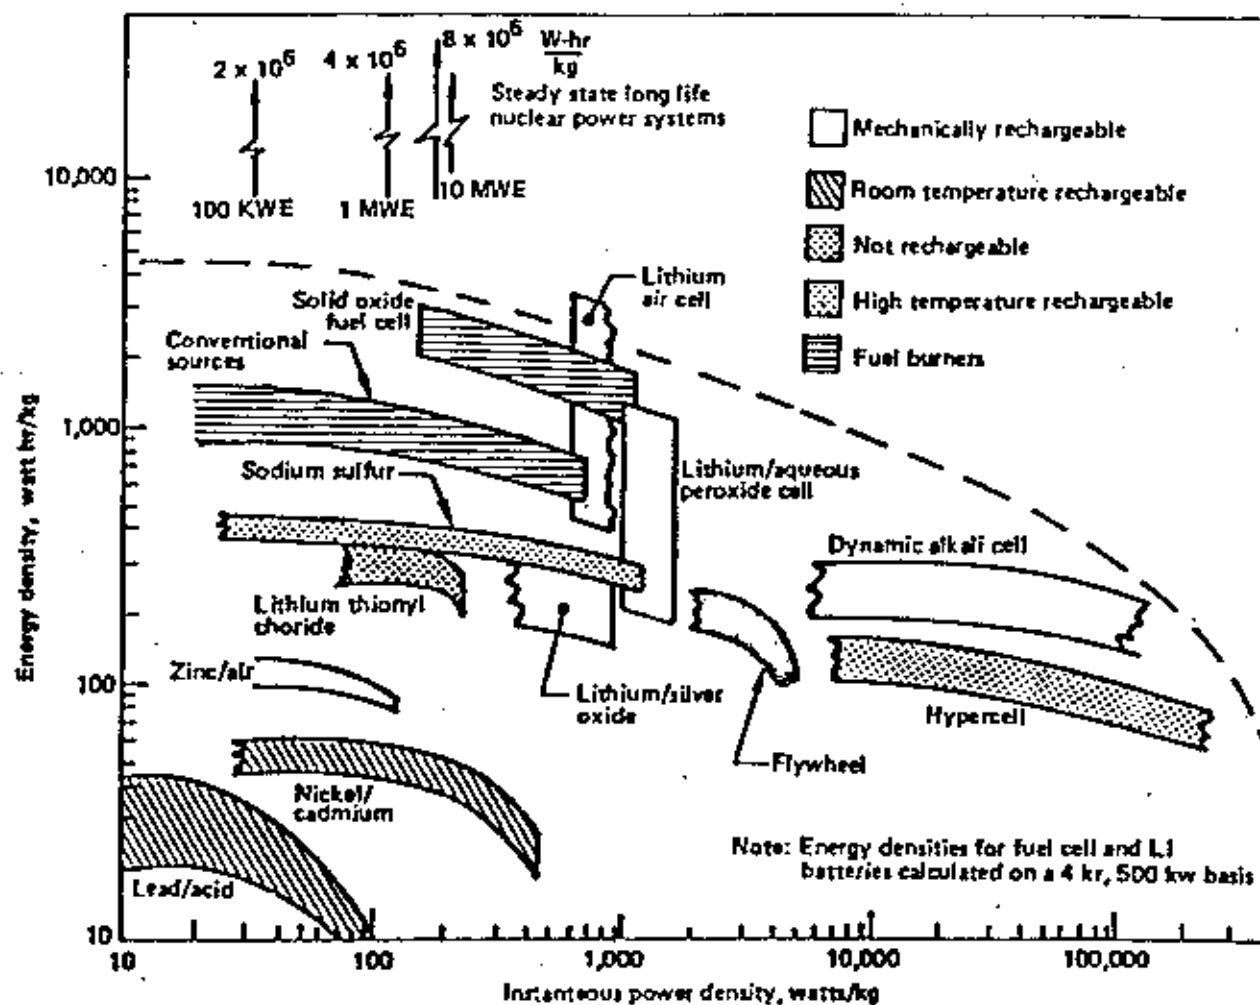 2 x 10⁶
4 x 10⁶
8 x 10⁶ W-hr
kg
Steady state long life
nuclear power systems
100 KWE
1 MWE
10 MWE
Mechanically rechargeable
Room temperature rechargeable
Not rechargeable
High temperature rechargeable
Fuel burners
Energy density, watt hr/kg
10,000
1,000
100
10
Lithium
air cell
Solid oxide
fuel cell
Conventional
sources
Sodium sulfur
Lithium/aqueous
peroxide cell
Dynamic alkali cell
Lithium thionyl
choride
Zinc/air
Lithium/silver
oxide
Hypercell
Flywheel
Nickel/
cadmium
Lead/acid
Note: Energy densities for fuel cell and L1
batteries calculated on a 4 kr, 500 kw basis
10
100
1,000
10,000
100,000
Instanteous power density, watts/kg